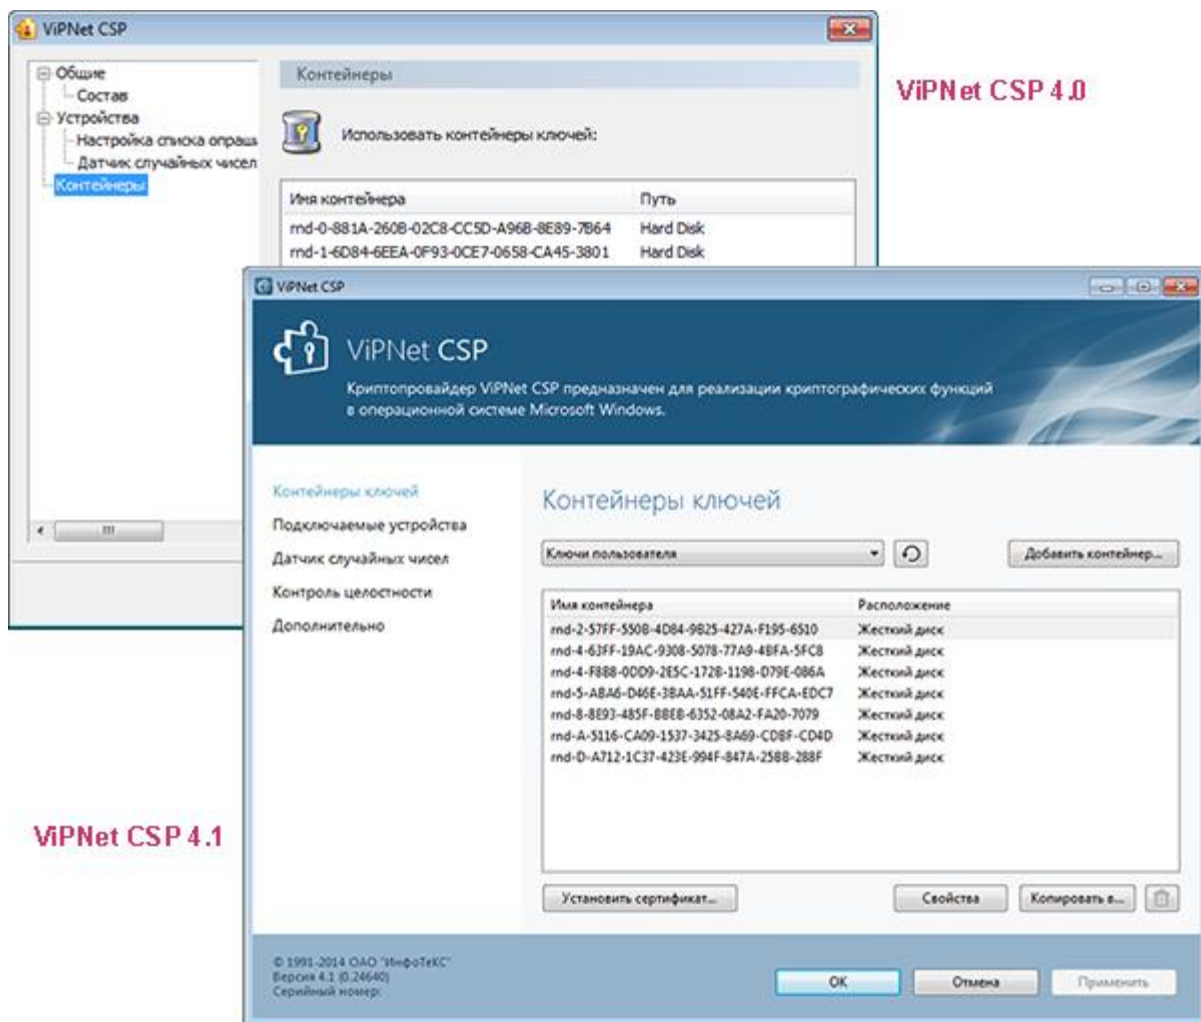 ViPNet CSP
Общие
Состав
Устройства
Настройка списка опраш
Датчик случайных чисел
Контейнеры
Контейнеры
Использовать контейнеры ключей:
Имя контейнера Путь
rnd-0-881A-260B-02C8-CC5D-A96B-8E89-7B64 Hard Disk
rnd-1-6D84-6EEA-0F93-0CE7-0658-CA45-3801 Hard Disk
ViPNet CSP 4.0
ViPNet CSP
ViPNet CSP
Криптопровайдер ViPNet CSP предназначен для реализации криптографических функций
в операционной системе Microsoft Windows.
Контейнеры ключей
Подключаемые устройства
Датчик случайных чисел
Контроль целостности
Дополнительно
Контейнеры ключей
Ключи пользователя
Добавить контейнер...
Имя контейнера Расположение
rnd-2-57FF-550B-4D84-9B25-427A-F195-6510 Жесткий диск
rnd-4-63FF-19AC-9308-5078-77A9-4BFA-5FC8 Жесткий диск
rnd-4-F8B8-0DD9-2E5C-172B-1198-D79E-086A Жесткий диск
rnd-5-A8A6-D46E-3BAA-51FF-540E-FFCA-EDC7 Жесткий диск
rnd-8-8E93-485F-B8EB-6352-08A2-FA20-7079 Жесткий диск
rnd-A-5116-CA09-1537-3425-8A69-CDBF-CD4D Жесткий диск
rnd-D-A712-1C37-423E-994F-847A-25BB-288F Жесткий диск
Установить сертификат... Свойства Копировать в...
ViPNet CSP 4.1
© 1991-2014 ОАО "ИнфоТеКС"
Версия 4.1 (0.24640)
Серийный номер:
OK Отмена Применить